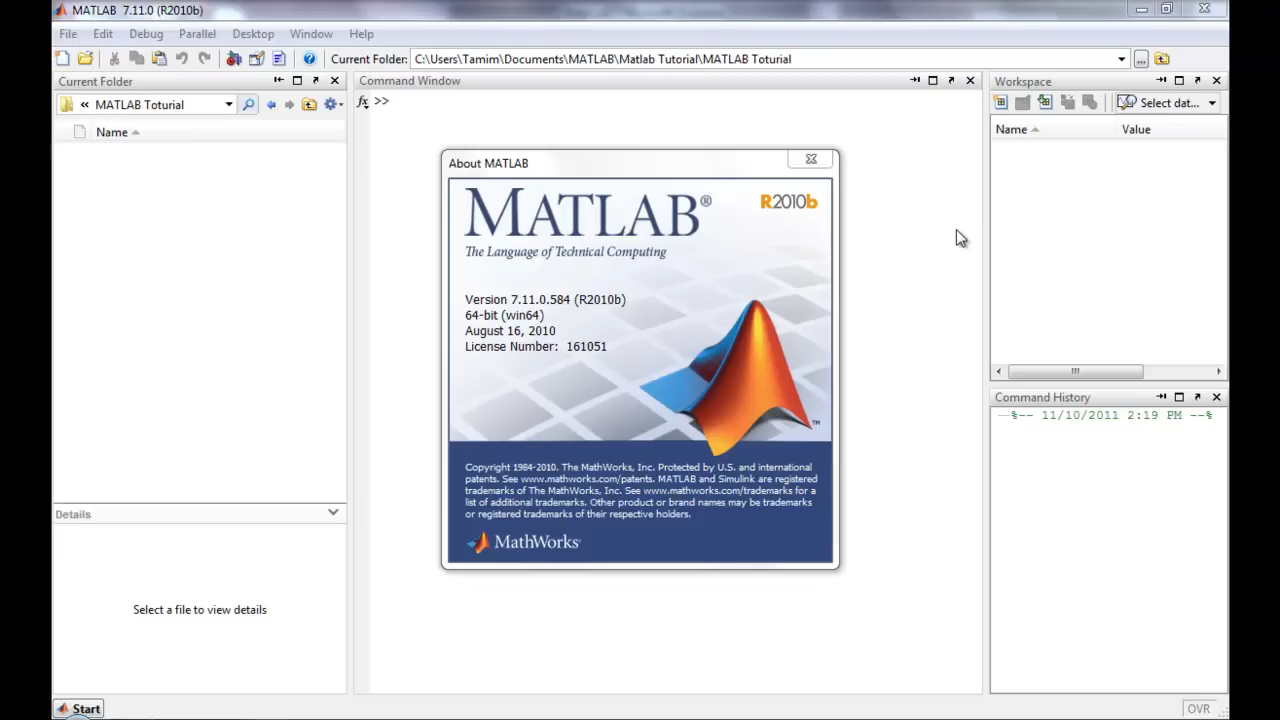 MATLAB 7.11.0 (R2010b)
File Edit Debug Parallel Desktop Window Help
Current Folder: C:\Users\Tamim\Documents\MATLAB\Matlab Tutorial\MATLAB Toturial
Current Folder
« MATLAB Toturial
Name
Details
Select a file to view details
Command Window
fx >>
About MATLAB
MATLAB®
R2010b
The Language of Technical Computing
Version 7.11.0.584 (R2010b)
64-bit (win64)
August 16, 2010
License Number: 161051
TM
Copyright 1984-2010. The MathWorks, Inc. Protected by U.S. and international
patents. See www.mathworks.com/patents. MATLAB and Simulink are registered
trademarks of The MathWorks, Inc. See www.mathworks.com/trademarks for a
list of additional trademarks. Other product or brand names may be trademarks
or registered trademarks of their respective holders.
MathWorks®
Workspace
Select dat...
Name Value
Command History
%-- 11/10/2011 2:19 PM --%
Start
OVR